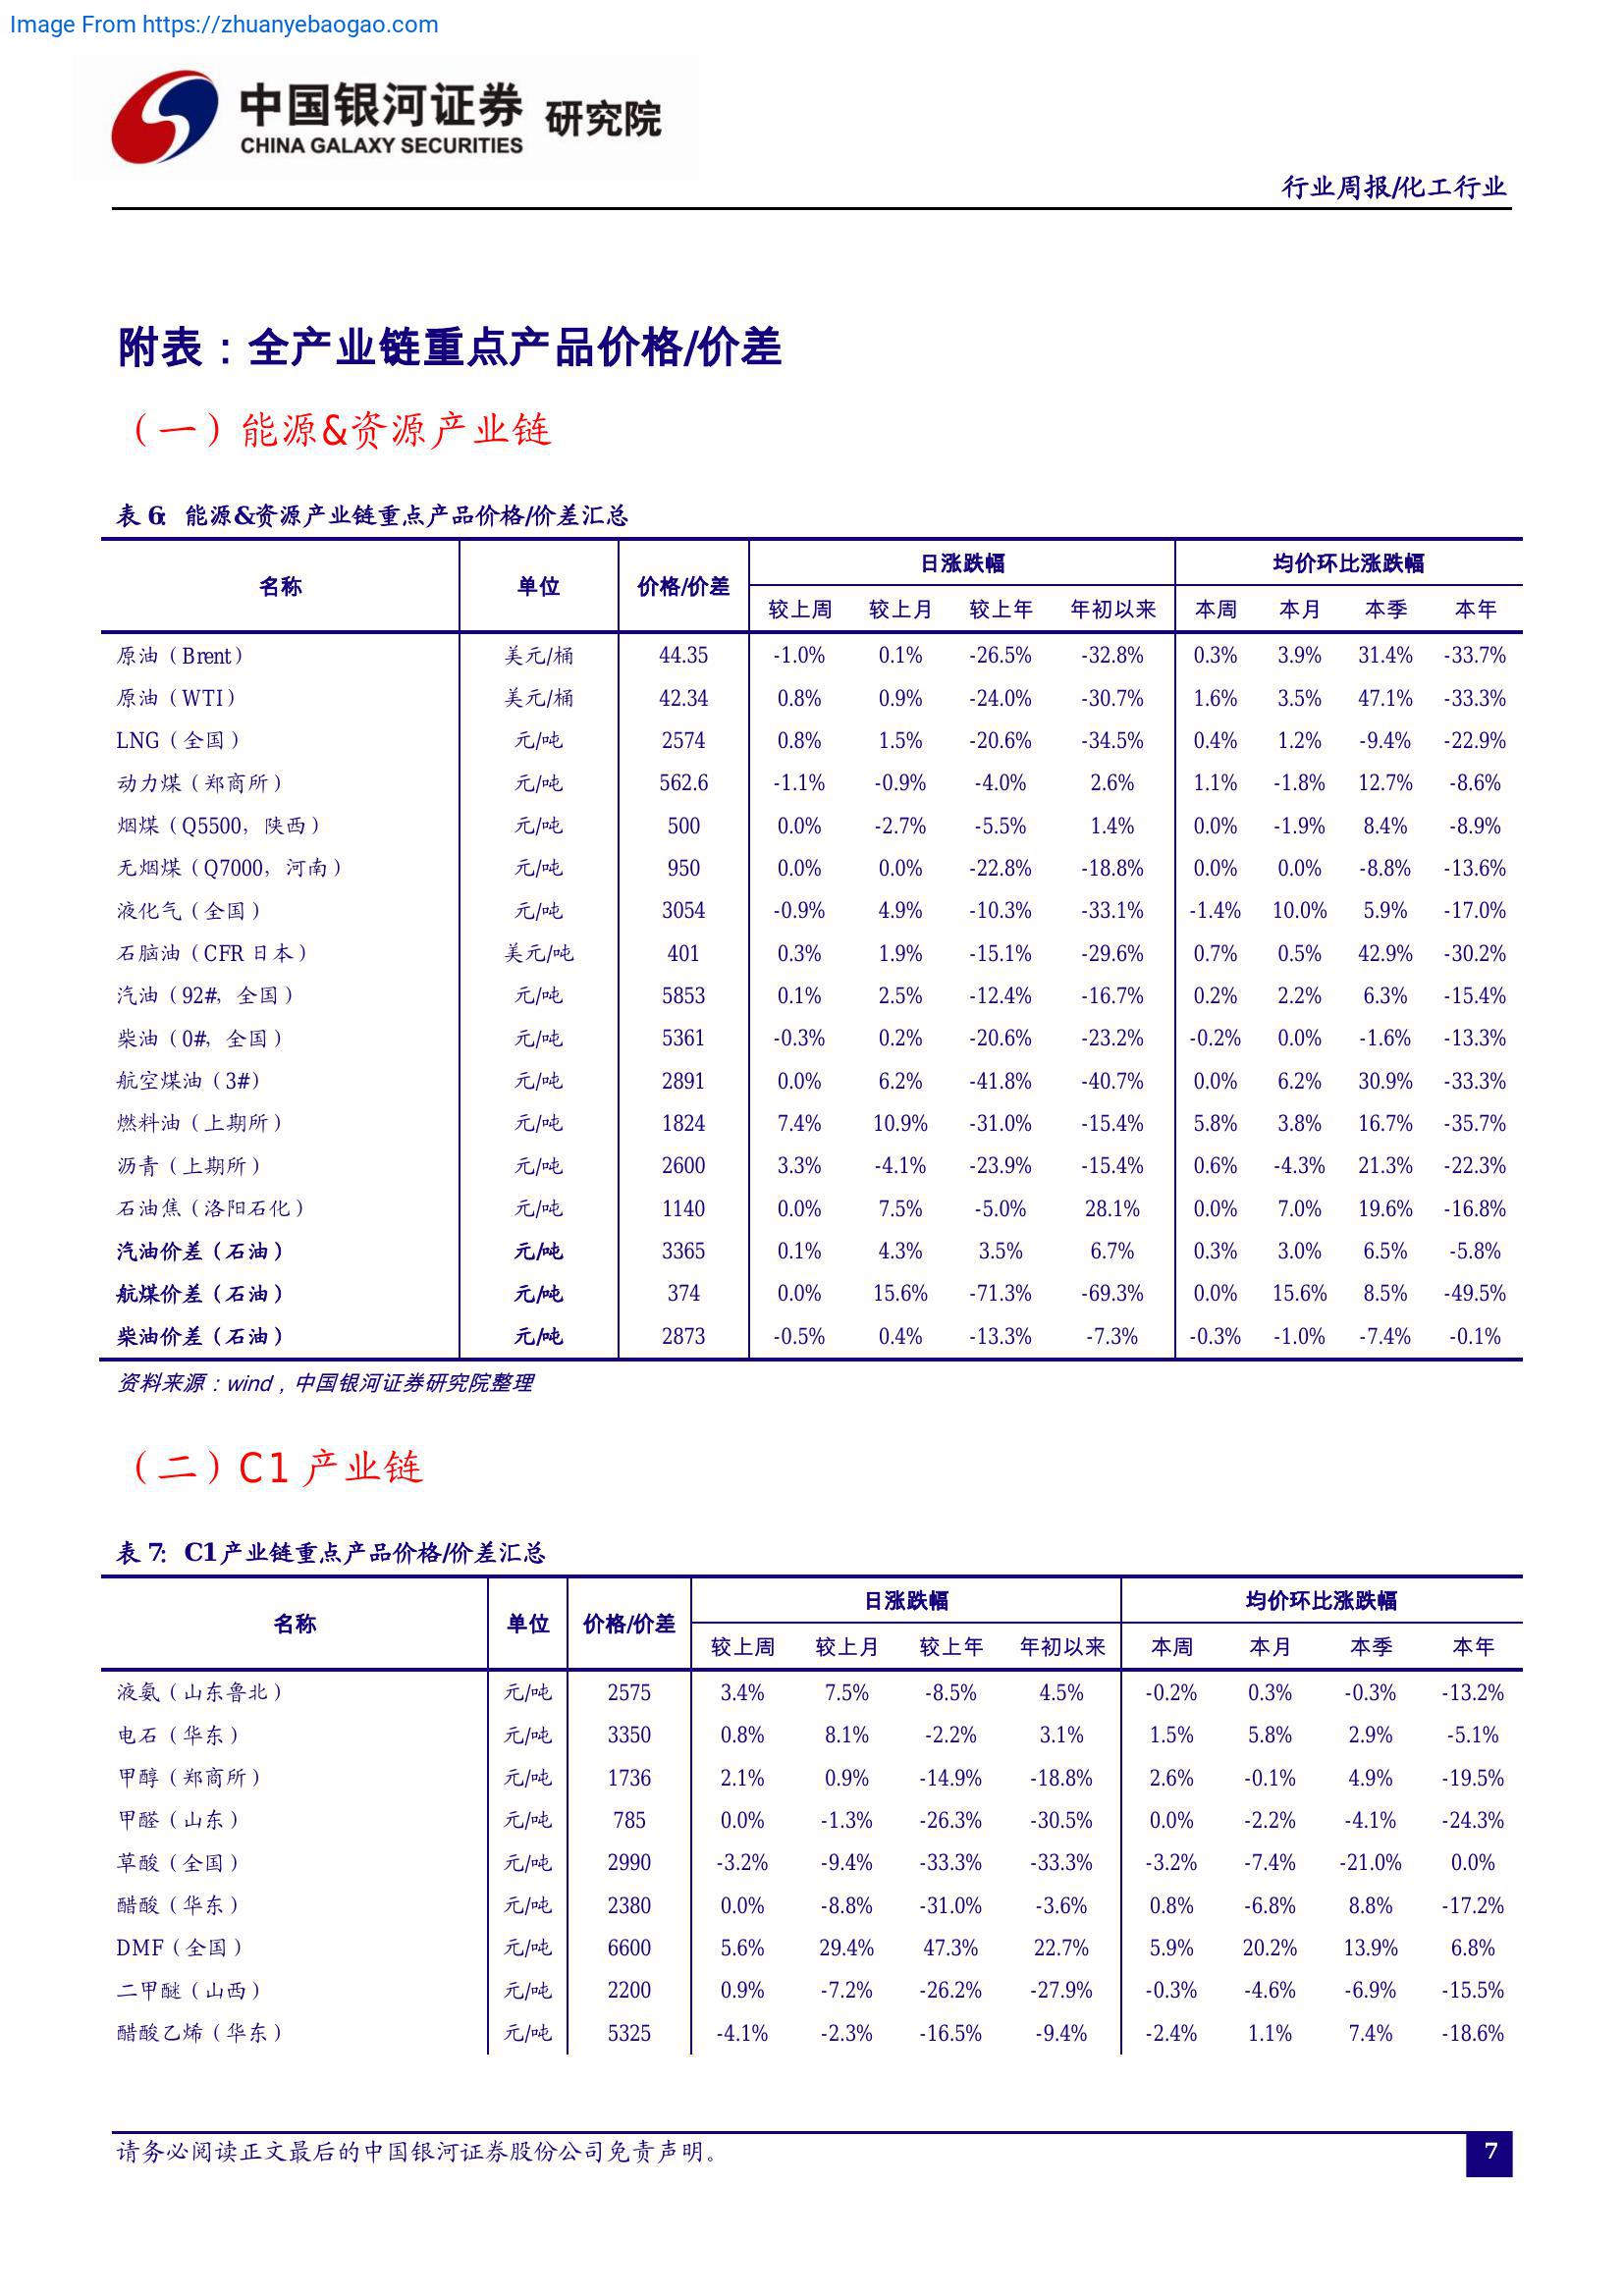 Image From https://zhuanyebaogao.com
中国银河证券 研究院
CHINA GALAXY SECURITIES
行业周报/化工行业
附表：全产业链重点产品价格/价差
（一）能源&资源产业链
表 6： 能源&资源产业链重点产品价格/价差汇总
名称 单位 价格/价差 日涨跌幅 均价环比涨跌幅
较上周 较上月 较上年 年初以来 本周 本月 本季 本年
原油（Brent） 美元/桶 44.35 -1.0% 0.1% -26.5% -32.8% 0.3% 3.9% 31.4% -33.7%
原油（WTI） 美元/桶 42.34 0.8% 0.9% -24.0% -30.7% 1.6% 3.5% 47.1% -33.3%
LNG（全国） 元/吨 2574 0.8% 1.5% -20.6% -34.5% 0.4% 1.2% -9.4% -22.9%
动力煤（郑商所） 元/吨 562.6 -1.1% -0.9% -4.0% 2.6% 1.1% -1.8% 12.7% -8.6%
烟煤（Q5500，陕西） 元/吨 500 0.0% -2.7% -5.5% 1.4% 0.0% -1.9% 8.4% -8.9%
无烟煤（Q7000，河南） 元/吨 950 0.0% 0.0% -22.8% -18.8% 0.0% 0.0% -8.8% -13.6%
液化气（全国） 元/吨 3054 -0.9% 4.9% -10.3% -33.1% -1.4% 10.0% 5.9% -17.0%
石脑油（CFR 日本） 美元/吨 401 0.3% 1.9% -15.1% -29.6% 0.7% 0.5% 42.9% -30.2%
汽油（92#，全国） 元/吨 5853 0.1% 2.5% -12.4% -16.7% 0.2% 2.2% 6.3% -15.4%
柴油（0#，全国） 元/吨 5361 -0.3% 0.2% -20.6% -23.2% -0.2% 0.0% -1.6% -13.3%
航空煤油（3#） 元/吨 2891 0.0% 6.2% -41.8% -40.7% 0.0% 6.2% 30.9% -33.3%
燃料油（上期所） 元/吨 1824 7.4% 10.9% -31.0% -15.4% 5.8% 3.8% 16.7% -35.7%
沥青（上期所） 元/吨 2600 3.3% -4.1% -23.9% -15.4% 0.6% -4.3% 21.3% -22.3%
石油焦（洛阳石化） 元/吨 1140 0.0% 7.5% -5.0% 28.1% 0.0% 7.0% 19.6% -16.8%
汽油价差（石油） 元/吨 3365 0.1% 4.3% 3.5% 6.7% 0.3% 3.0% 6.5% -5.8%
航煤价差（石油） 元/吨 374 0.0% 15.6% -71.3% -69.3% 0.0% 15.6% 8.5% -49.5%
柴油价差（石油） 元/吨 2873 -0.5% 0.4% -13.3% -7.3% -0.3% -1.0% -7.4% -0.1%
资料来源：wind，中国银河证券研究院整理
（二）C1 产业链
表 7： C1产业链重点产品价格/价差汇总
名称 单位 价格/价差 日涨跌幅 均价环比涨跌幅
较上周 较上月 较上年 年初以来 本周 本月 本季 本年
液氨（山东鲁北） 元/吨 2575 3.4% 7.5% -8.5% 4.5% -0.2% 0.3% -0.3% -13.2%
电石（华东） 元/吨 3350 0.8% 8.1% -2.2% 3.1% 1.5% 5.8% 2.9% -5.1%
甲醇（郑商所） 元/吨 1736 2.1% 0.9% -14.9% -18.8% 2.6% -0.1% 4.9% -19.5%
甲醛（山东） 元/吨 785 0.0% -1.3% -26.3% -30.5% 0.0% -2.2% -4.1% -24.3%
草酸（全国） 元/吨 2990 -3.2% -9.4% -33.3% -33.3% -3.2% -7.4% -21.0% 0.0%
醋酸（华东） 元/吨 2380 0.0% -8.8% -31.0% -3.6% 0.8% -6.8% 8.8% -17.2%
DMF（全国） 元/吨 6600 5.6% 29.4% 47.3% 22.7% 5.9% 20.2% 13.9% 6.8%
二甲醚（山西） 元/吨 2200 0.9% -7.2% -26.2% -27.9% -0.3% -4.6% -6.9% -15.5%
醋酸乙烯（华东） 元/吨 5325 -4.1% -2.3% -16.5% -9.4% -2.4% 1.1% 7.4% -18.6%
请务必阅读正文最后的中国银河证券股份公司免责声明。
7